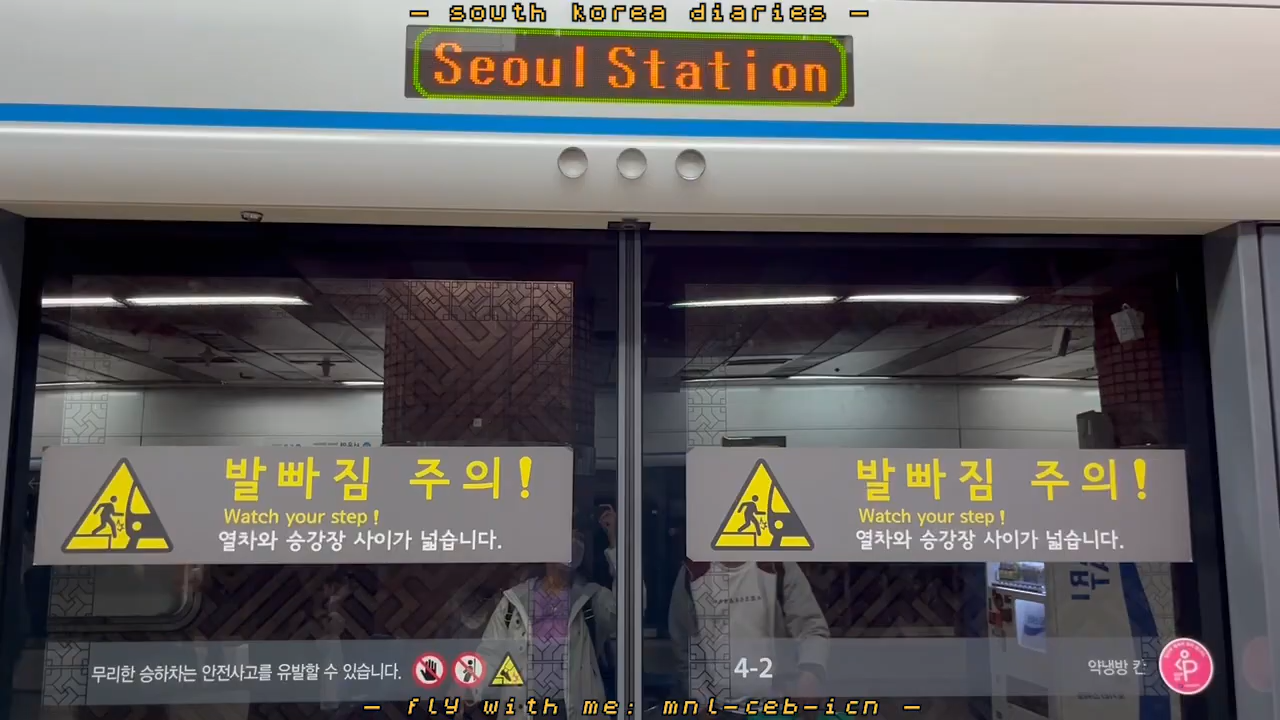 — south korea diaries —
Seoul Station
발빠짐 주의!
Watch your step!
열차와 승강장 사이가 넓습니다.
발빠짐 주의!
Watch your step!
열차와 승강장 사이가 넓습니다.
무리한 승하차는 안전사고를 유발할 수 있습니다.
4-2
약냉방 칸
— fly with me: mnl-ceb-icn —